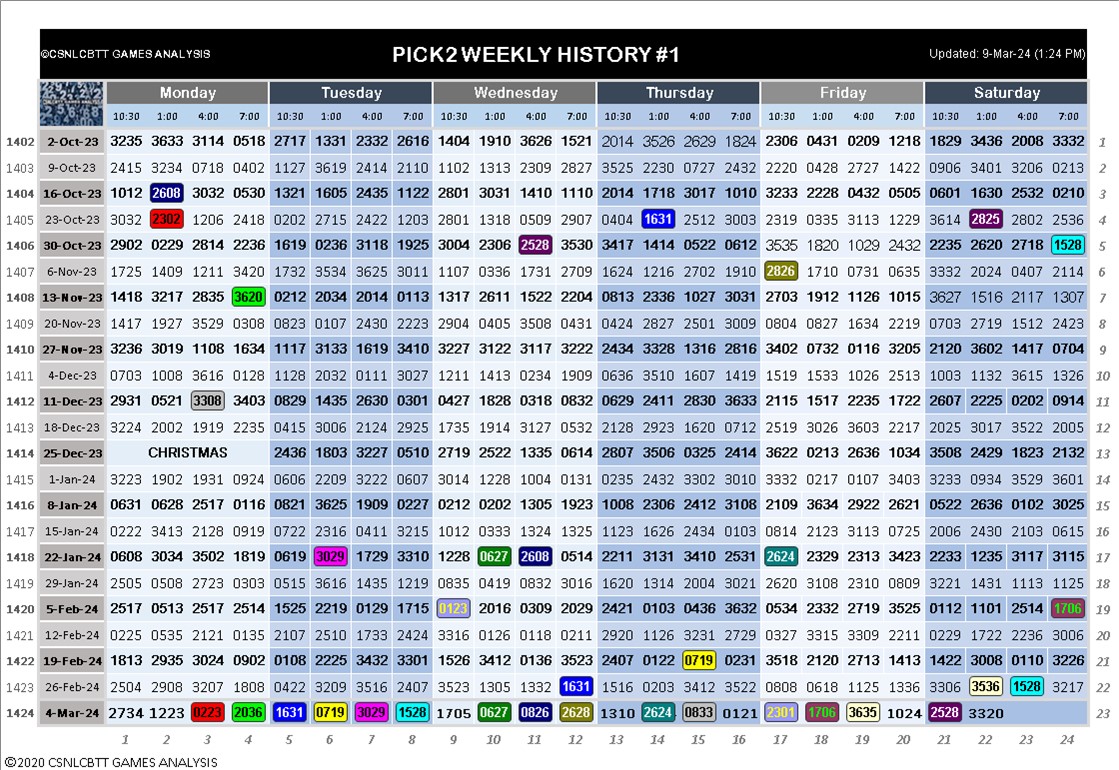 ©CSNLCBTT GAMES ANALYSIS PICK2 WEEKLY HISTORY #1 Updated: 9-Mar-24 (1:24 PM)
Monday Tuesday Wednesday Thursday Friday Saturday
10:30 1:00 4:00 7:00 10:30 1:00 4:00 7:00 10:30 1:00 4:00 7:00 10:30 1:00 4:00 7:00 10:30 1:00 4:00 7:00 10:30 1:00 4:00 7:00
1402 2-Oct-23 3235 3633 3114 0518 2717 1331 2332 2616 1404 1910 3626 1521 2014 3526 2629 1824 2306 0431 0209 1218 1829 3436 2008 3332 1
1403 9-Oct-23 2415 3234 0718 0402 1127 3619 2414 2110 1102 1313 2309 2827 3525 2230 0727 2432 2220 0428 2727 1422 0906 3401 3206 0213 2
1404 16-Oct-23 1012 2608 3032 0530 1321 1605 2435 1122 2801 3031 1410 1110 2014 1718 3017 1010 3233 2228 0432 0505 0601 1630 2532 0210 3
1405 23-Oct-23 3032 2302 1206 2418 0202 2715 2422 1203 2801 1318 0509 2907 0404 1631 2512 3003 2319 0335 3113 1229 3614 2825 2802 2536 4
1406 30-Oct-23 2902 0229 2814 2236 1619 0236 3118 1925 3004 2306 2528 3530 3417 1414 0522 0612 3535 1820 1029 2432 2235 2620 2718 1528 5
1407 6-Nov-23 1725 1409 1211 3420 1732 3534 3625 3011 1107 0336 1731 2709 1624 1216 2702 1910 2826 1710 0731 0635 3332 2024 0407 2114 6
1408 13-Nov-23 1418 3217 2835 3620 0212 2034 2014 0113 1317 2611 1522 2204 0813 2336 1027 3031 2703 1912 1126 1015 3627 1516 2117 1307 7
1409 20-Nov-23 1417 1927 3529 0308 0823 0107 2430 2223 2904 0405 3508 0431 0424 2827 2501 3009 0804 0827 1634 2219 0703 2719 1512 2423 8
1410 27-Nov-23 3236 3019 1108 1634 1117 3133 1619 3410 3227 3122 3117 3222 2434 3328 1316 2816 3402 0732 0116 3205 2120 3602 1417 0704 9
1411 4-Dec-23 0703 1008 3616 0128 1128 2032 0111 3027 1211 1413 0234 1909 0636 3510 1607 1419 1519 1533 1026 2513 1003 1132 3615 1326 10
1412 11-Dec-23 2931 0521 3308 3403 0829 1435 2630 0301 0427 1828 0318 0832 0629 2411 2830 3633 2115 1517 2235 1722 2607 2225 0202 0914 11
1413 18-Dec-23 3224 2002 1919 2235 0415 3006 2124 2925 1735 1914 3127 0532 2128 2923 1620 0712 2519 3026 3603 2217 2025 3017 3522 2005 12
1414 25-Dec-23 CHRISTMAS 2436 1803 3227 0510 2719 2522 1335 0614 2807 3506 0325 2414 3622 0213 2636 1034 3508 2429 1823 2132 13
1415 1-Jan-24 3223 1902 1931 0924 0606 2209 3222 0607 3014 1228 1004 0131 0235 2432 3302 3010 3332 0217 0107 3403 3233 0934 3529 3601 14
1416 8-Jan-24 0631 0628 2517 0116 0821 3625 1909 0227 0212 0202 1305 1923 1008 2306 2412 3108 2109 3634 2922 2621 0522 2636 0102 3025 15
1417 15-Jan-24 0222 3413 2128 0919 0722 2316 0411 3215 1012 0333 1324 1325 1123 1626 2434 0103 0814 2123 3113 0725 2006 2430 2103 0615 16
1418 22-Jan-24 0608 3034 3502 1819 0619 3029 1729 3310 1228 0627 2608 0514 2211 3131 3410 2531 2624 2329 2313 3423 2233 1235 3117 3115 17
1419 29-Jan-24 2505 0508 2723 0303 0515 3616 1435 1219 0835 0419 0832 3016 1620 1314 2004 3021 2620 3108 2310 0809 3221 1431 1113 1125 18
1420 5-Feb-24 2517 0513 2517 2514 1525 2219 0129 1715 0123 2016 0309 2029 2421 0103 0436 3632 0534 2332 2719 3525 0112 1101 2514 1706 19
1421 12-Feb-24 0225 0535 2121 0135 2107 2510 1733 2424 3316 0126 0118 0211 2920 1126 3231 2729 0327 3315 3309 2211 0229 1722 2236 3006 20
1422 19-Feb-24 1813 2935 3024 0902 0108 2225 3432 3301 1526 3412 0136 3523 2407 0122 0719 0231 3518 2120 2713 1413 1422 3008 0110 3226 21
1423 26-Feb-24 2504 2908 3207 1808 0422 3209 3516 2407 3523 1305 1332 1631 1516 0203 3412 3522 0808 0618 1125 1336 3306 3536 1528 3217 22
1424 4-Mar-24 2734 1223 0223 2036 1631 0719 3029 1528 1705 0627 0826 2628 1310 2624 0833 0121 2301 1706 3635 1024 2528 3320 23
1 2 3 4 5 6 7 8 9 10 11 12 13 14 15 16 17 18 19 20 21 22 23 24
©2020 CSNLCBTT GAMES ANALYSIS